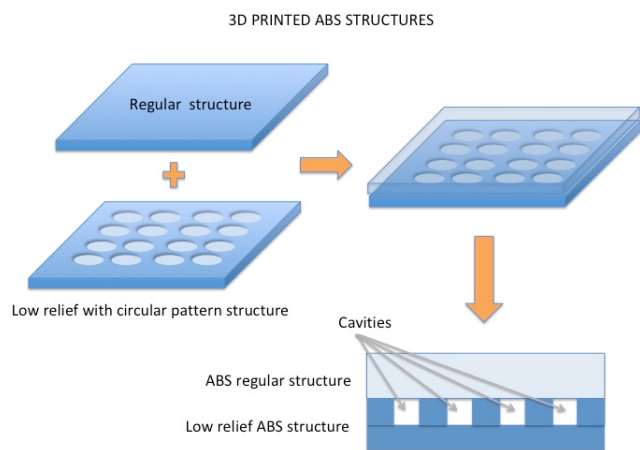 3D PRINTED ABS STRUCTURES
Regular structure
Low relief with circular pattern structure
Cavities
ABS regular structure
Low relief ABS structure